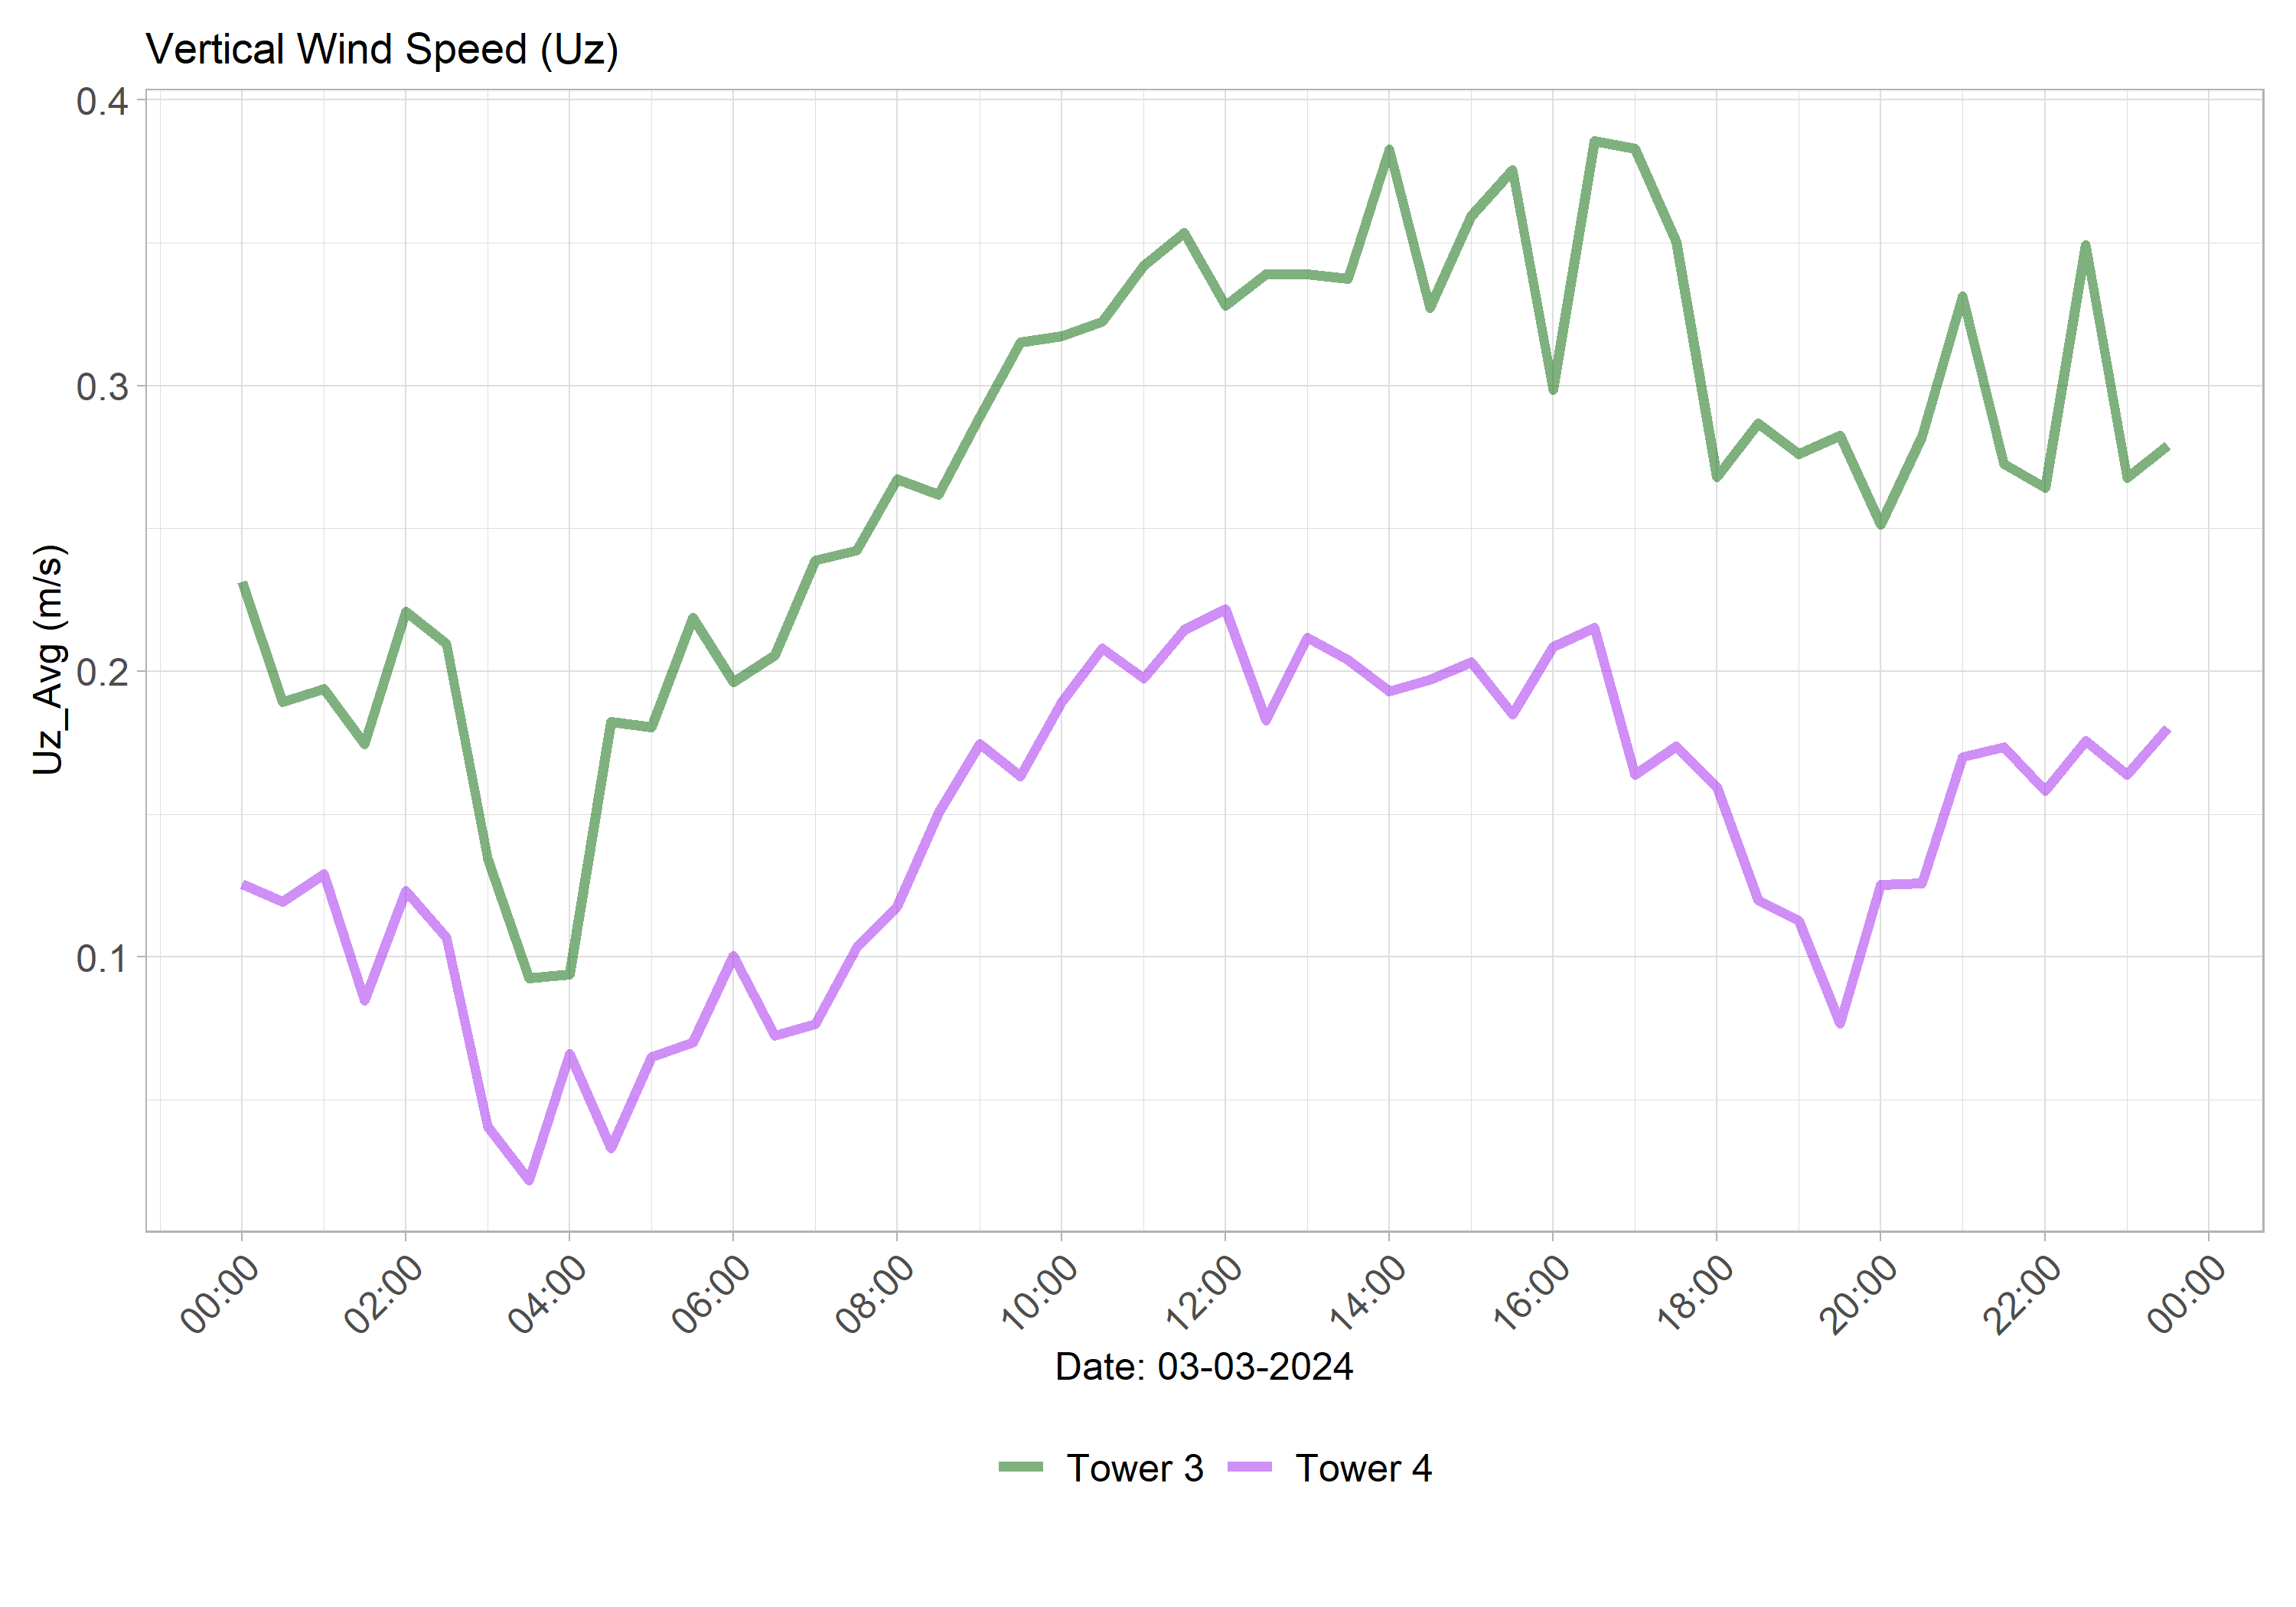 Vertical Wind Speed (Uz)
0.4
0.3
0.2
0.1
Uz_Avg (m/s)
00:00 02:00 04:00 06:00 08:00 10:00 12:00 14:00 16:00 18:00 20:00 22:00 00:00
Date: 03-03-2024
Tower 3 Tower 4